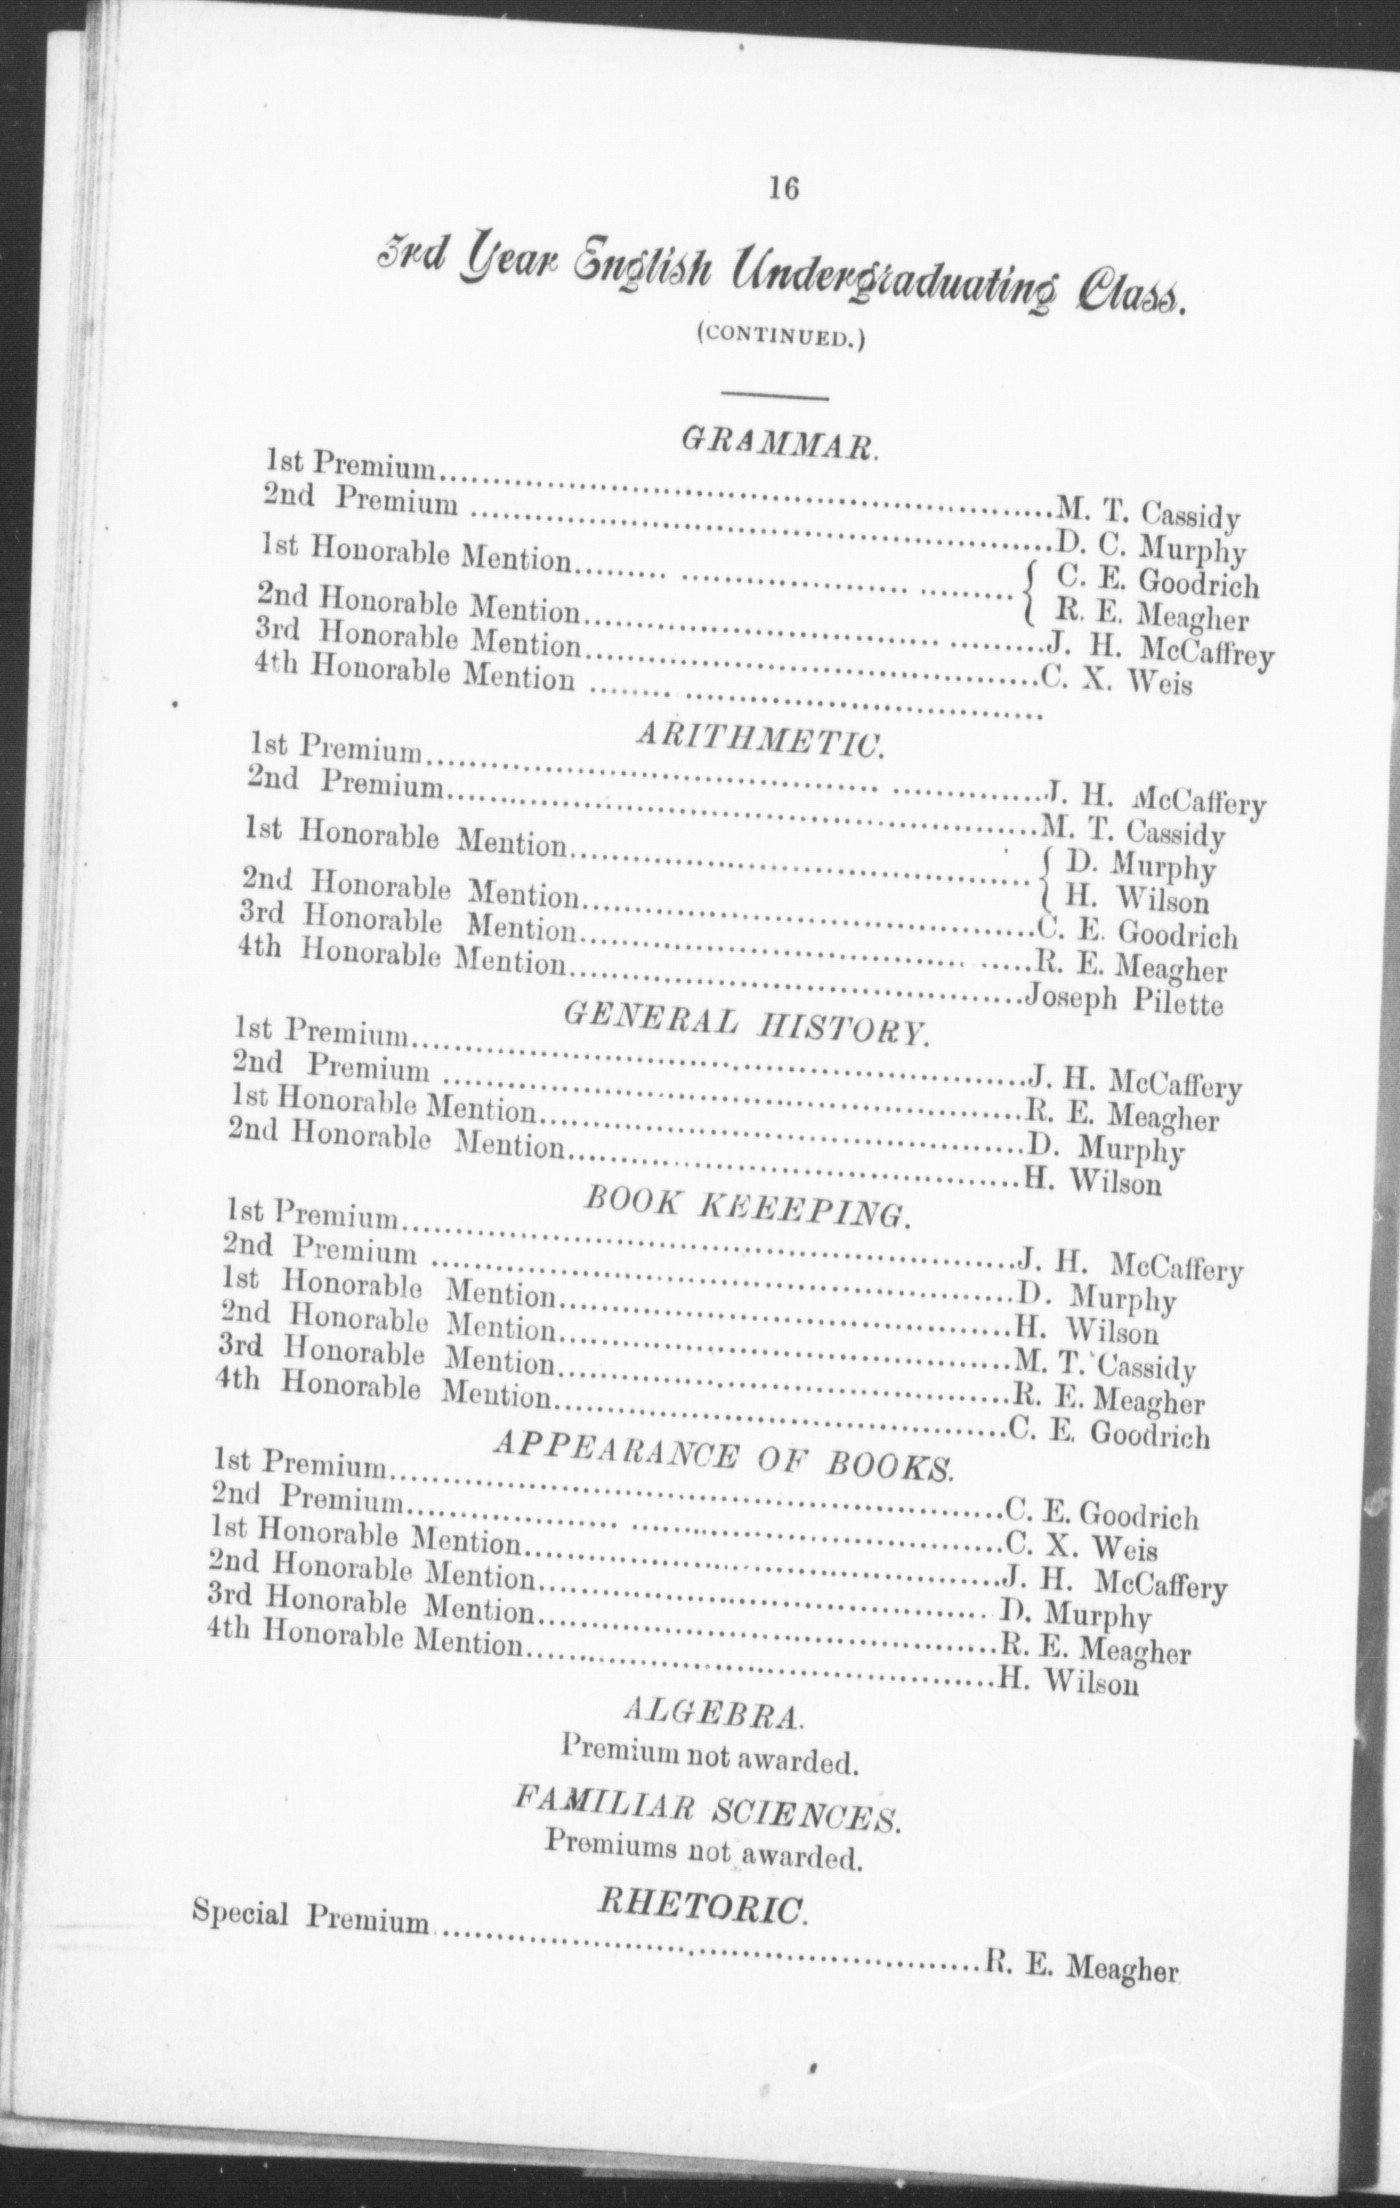 16
3rd Year English Undergraduating Class.
(CONTINUED.)
GRAMMAR.
1st Premium........................................................M. T. Cassidy
2nd Premium ......................................................D. C. Murphy
1st Honorable Mention......... ..................... .........{ C. E. Goodrich
{ R. E. Meagher
2nd Honorable Mention.................................. .........J. H. McCaffrey
3rd Honorable Mention..........................................C. X. Weis
4th Honorable Mention ........ .................................
ARITHMETIC.
1st Premium.......................................... ..............J. H. McCaffery
2nd Premium......................................................M. T. Cassidy
1st Honorable Mention..........................................{ D. Murphy
{ H. Wilson
2nd Honorable Mention..........................................C. E. Goodrich
3rd Honorable Mention.................................... .....R. E. Meagher
4th Honorable Mention..........................................Joseph Pilette
GENERAL HISTORY.
1st Premium........................................................J. H. McCaffery
2nd Premium ......................................................R. E. Meagher
1st Honorable Mention............................................D. Murphy
2nd Honorable Mention..........................................H. Wilson
BOOK KEEEPING.
1st Premium........................................................J. H. McCaffery
2nd Premium ......................................................D. Murphy
1st Honorable Mention..........................................H. Wilson
2nd Honorable Mention..........................................M. T. Cassidy
3rd Honorable Mention..........................................R. E. Meagher
4th Honorable Mention..........................................C. E. Goodrich
APPEARANCE OF BOOKS.
1st Premium........................................................C. E. Goodrich
2nd Premium.................... ..................................C. X. Weis
1st Honorable Mention............................................J. H. McCaffery
2nd Honorable Mention..........................................D. Murphy
3rd Honorable Mention..........................................R. E. Meagher
4th Honorable Mention...........................................H. Wilson
ALGEBRA.
Premium not awarded.
FAMILIAR SCIENCES.
Premiums not awarded.
RHETORIC.
Special Premium..................................................R. E. Meagher